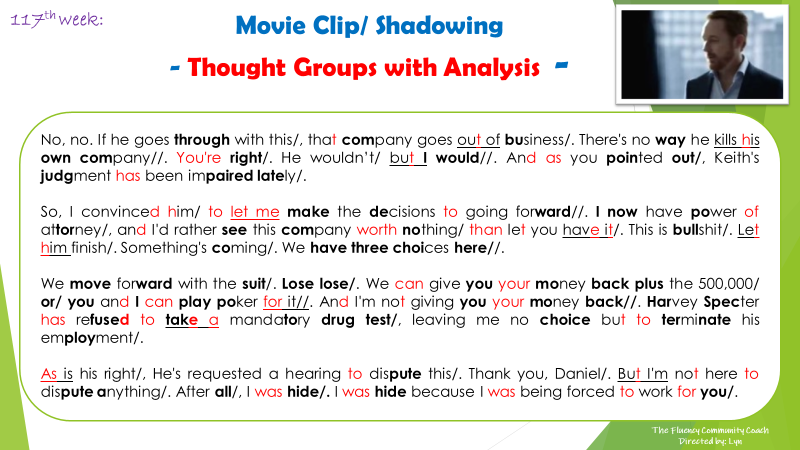 117th week:
Movie Clip/ Shadowing
- Thought Groups with Analysis -
No, no. If he goes through with this/, that company goes out of business/. There's no way he kills his
own company//. You're right/. He wouldn't/ but I would//. And as you pointed out/, Keith's
judgment has been impaired lately/.
So, I convinced him/ to let me make the decisions to going forward//. I now have power of
attorney/, and I'd rather see this company worth nothing/ than let you have it/. This is bullshit/. Let
him finish/. Something's coming/. We have three choices here//.
We move forward with the suit/. Lose lose/. We can give you your money back plus the 500,000/
or/ you and I can play poker for it//. And I'm not giving you your money back//. Harvey Specter
has refused to take a mandatory drug test/, leaving me no choice but to terminate his
employment/.
As is his right/, He's requested a hearing to dispute this/. Thank you, Daniel/. But I'm not here to
dispute anything/. After all/, I was hide/. I was hide because I was being forced to work for you/.
The Fluency Community Coach
Directed by: Lyn